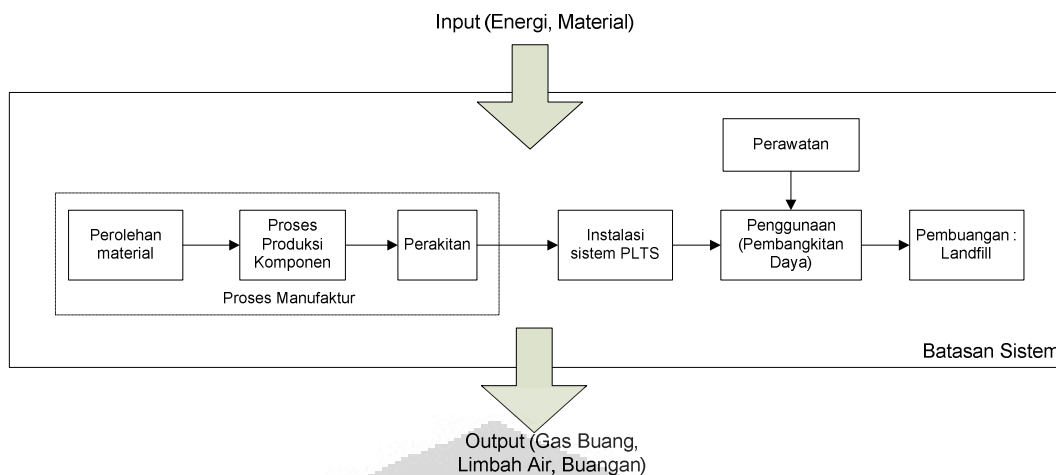 Input (Energi, Material)
Perawatan
Perolehan
material
Proses
Produksi
Komponen
Perakitan
Proses Manufaktur
Instalasi
sistem PLTS
Penggunaan
(Pembangkitan
Daya)
Pembuangan :
Landfill
Batasan Sistem
Output (Gas Buang,
Limbah Air, Buangan)